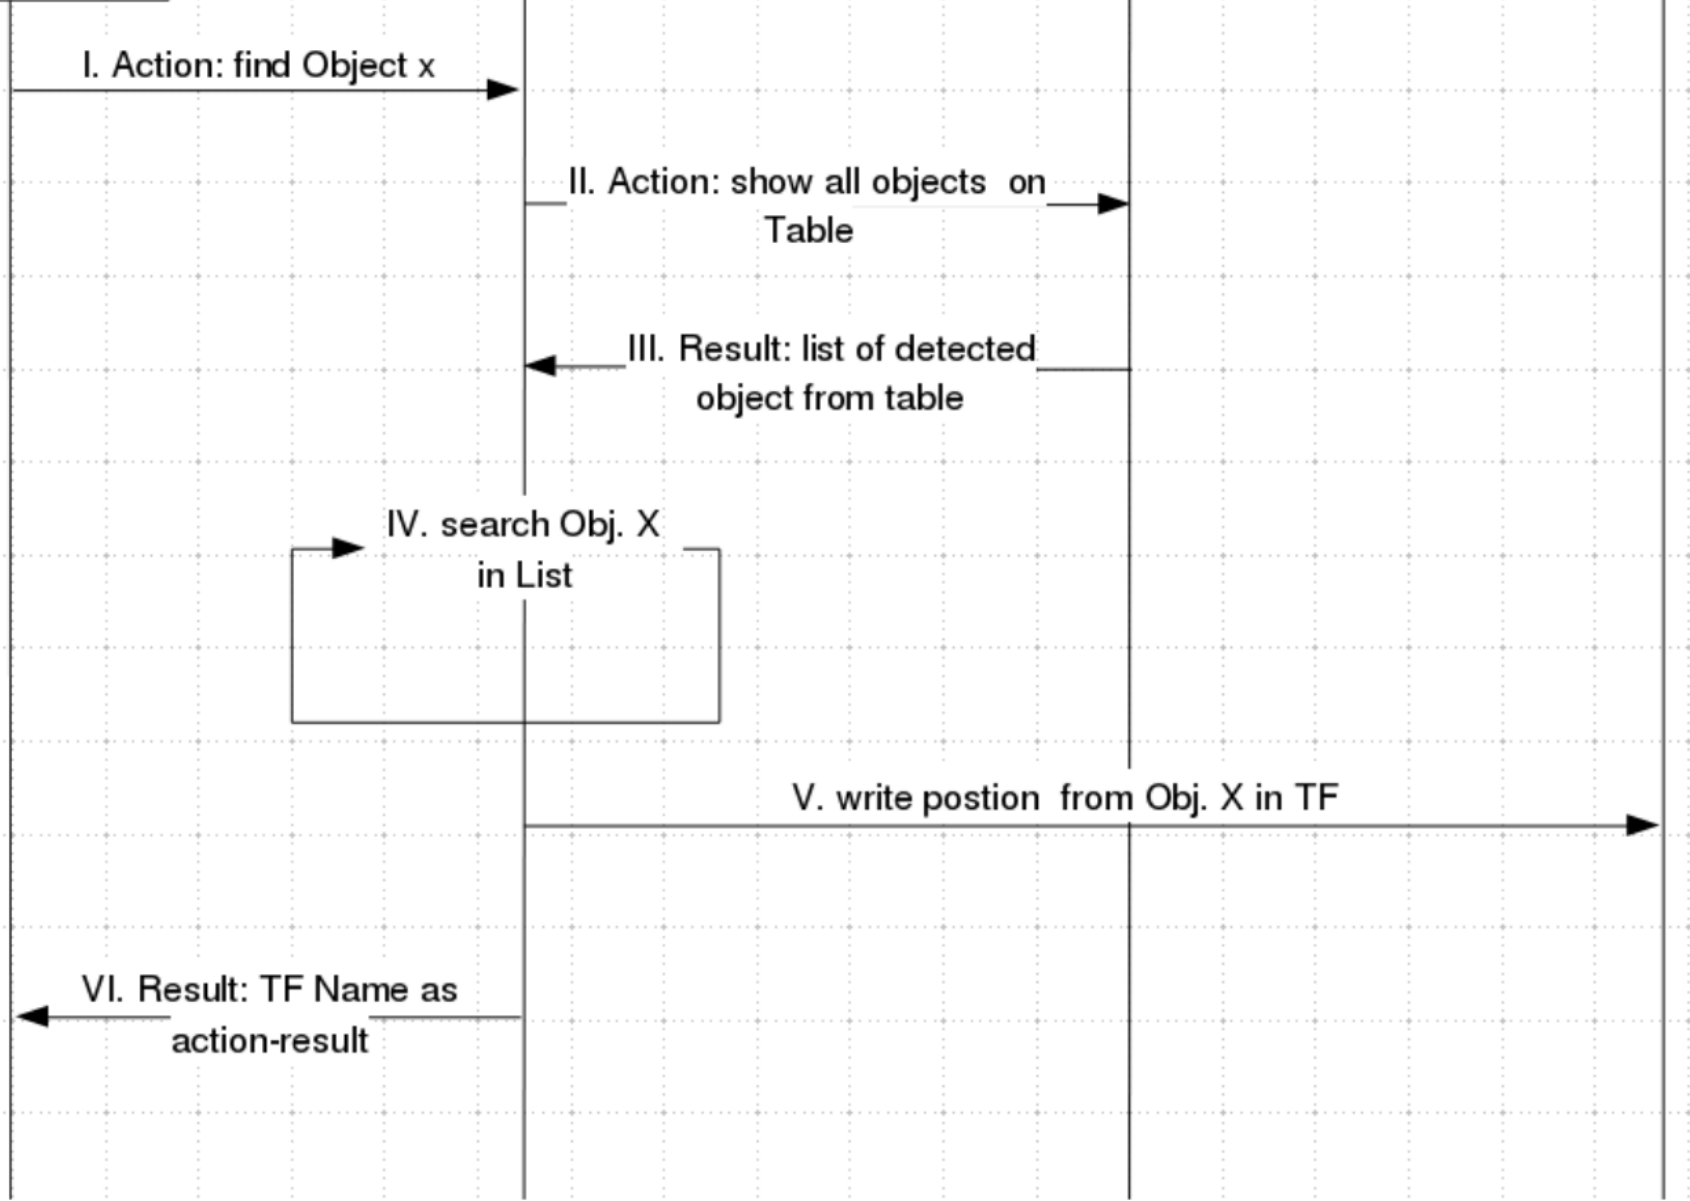 I. Action: find Object x
II. Action: show all objects  on
Table
III. Result: list of detected
object from table
IV. search Obj. X
in List
V. write postion  from Obj. X in TF
VI. Result: TF Name as
action-result